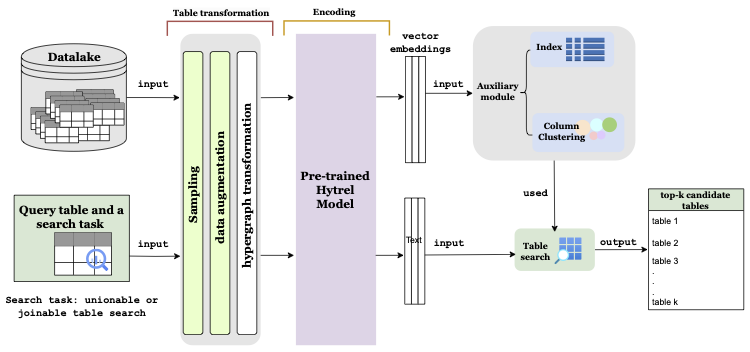 Table transformation
Encoding
Datalake
input
Sampling
data augmentation
hypergraph transformation
Pre-trained
Hytrel
Model
vector
embeddings
input
Auxiliary
module
Index
Column
Clustering
used
Query table and a
search task
input
Search task: unionable or
joinable table search
Text
input
Table
search
output
top-k candidate
tables
table 1
table 2
table 3
.
.
.
table k